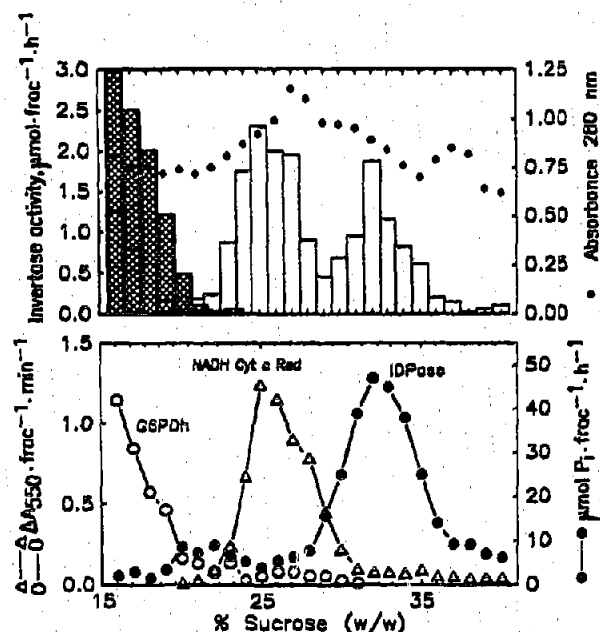 Invertase activity, μmol·frac⁻¹·h⁻¹
3.0
2.5
2.0
1.5
1.0
0.5
0.0
1.25
1.00
0.75
0.50
0.25
0.00
• Absorbance 280 nm
△—△
○—○ ΔA550·frac⁻¹·min⁻¹
1.5
1.0
0.5
0.0
G6PDh
NADH Cyt c Red
IDPase
50
40
30
20
10
0
●—● μmol Pi·frac⁻¹·h⁻¹
15 25 35
% Sucrose (w/w)